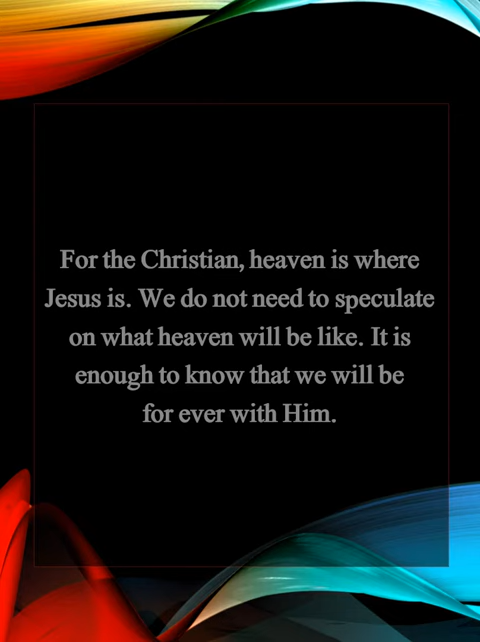 For the Christian, heaven is where
Jesus is. We do not need to speculate
on what heaven will be like. It is
enough to know that we will be
for ever with Him.